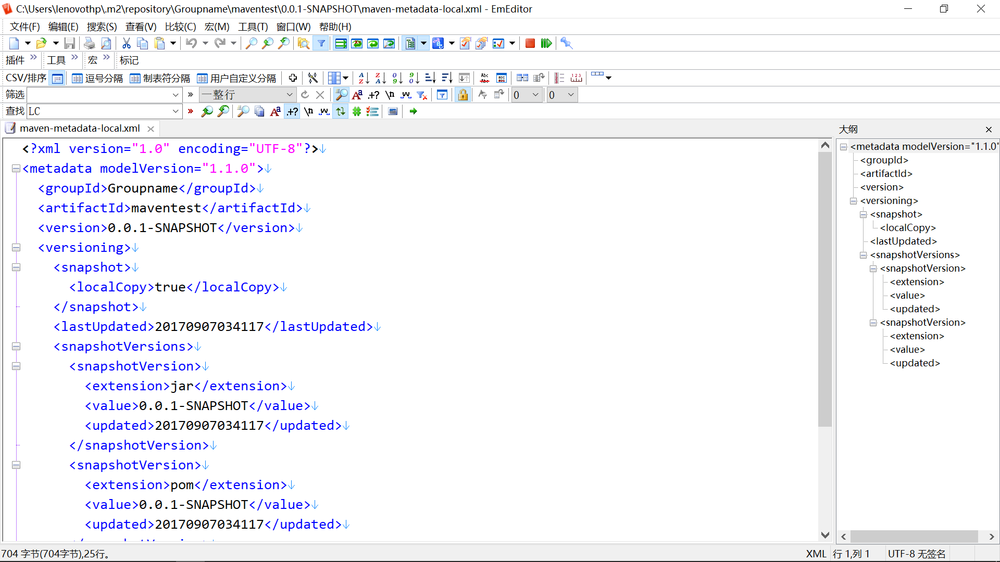 C:\Users\lenovothp\.m2\repository\Groupname\maventest\0.0.1-SNAPSHOT\maven-metadata-local.xml - EmEditor
文件(F) 编辑(E) 搜索(S) 查看(V) 比较(C) 宏(M) 工具(T) 窗口(W) 帮助(H)
插件 工具 宏 标记
CSV/排序 逗号分隔 制表符分隔 用户自定义分隔
筛选 一整行 0 0
查找 LC
maven-metadata-local.xml
<?xml version="1.0" encoding="UTF-8"?>↓
<metadata modelVersion="1.1.0">↓
<groupId>Groupname</groupId>↓
<artifactId>maventest</artifactId>↓
<version>0.0.1-SNAPSHOT</version>↓
<versioning>↓
<snapshot>↓
<localCopy>true</localCopy>↓
</snapshot>↓
<lastUpdated>20170907034117</lastUpdated>↓
<snapshotVersions>↓
<snapshotVersion>↓
<extension>jar</extension>↓
<value>0.0.1-SNAPSHOT</value>↓
<updated>20170907034117</updated>↓
</snapshotVersion>↓
<snapshotVersion>↓
<extension>pom</extension>↓
<value>0.0.1-SNAPSHOT</value>↓
<updated>20170907034117</updated>↓
大纲
<metadata modelVersion="1.1.0"
<groupId>
<artifactId>
<version>
<versioning>
<snapshot>
<localCopy>
<lastUpdated>
<snapshotVersions>
<snapshotVersion>
<extension>
<value>
<updated>
<snapshotVersion>
<extension>
<value>
<updated>
704 字节(704字节),25行。 XML 行 1,列 1 UTF-8 无签名